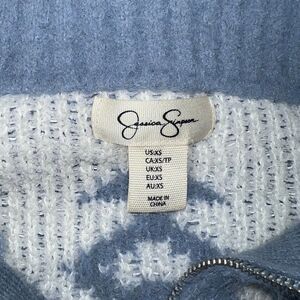 Jessica Simpson
US:XS
CA:XS/TP
UK:XS
EU:XS
AU:XS
MADE IN
CHINA